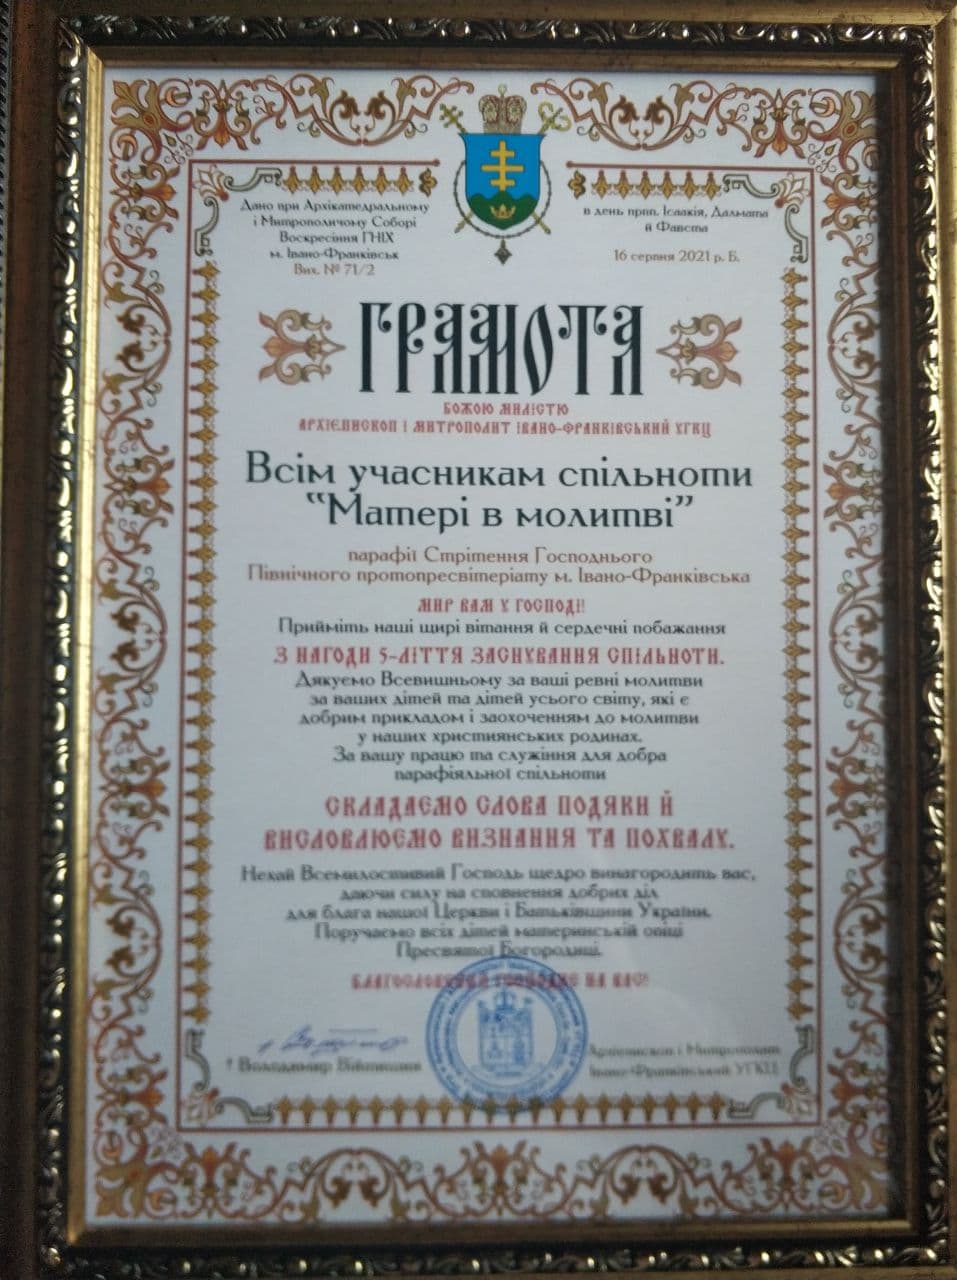 Дано при Архікатедральному
і Митрополичому Соборі
Воскресіння ГНІХ
м. Івано-Франківськ
Вих. № 71/2
в день прпп. Ісаакія, Далмата
й Фавста
16 серпня 2021 р. Б.
ГРАМОТА
БОЖОЮ МИЛІСТЮ
АРХІЄПИСКОП І МИТРОПОЛИТ ІВАНО-ФРАНКІВСЬКИЙ УГКЦ
Всім учасникам спільноти
“Матері в молитві”
парафії Стрітення Господнього
Північного протопресвітеріату м. Івано-Франківська
МИР ВАМ У ГОСПОДІ!
Прийміть наші щирі вітання й сердечні побажання
З НАГОДИ 5-ЛІТТЯ ЗАСНУВАННЯ СПІЛЬНОТИ.
Дякуємо Всевишньому за ваші ревні молитви
за ваших дітей та дітей усього світу, які є
добрим прикладом і заохоченням до молитви
у наших християнських родинах.
За вашу працю та служіння для добра
парафіяльної спільноти
СКЛАДАЄМО СЛОВА ПОДЯКИ Й
ВИСЛОВЛЮЄМО ВИЗНАННЯ ТА ПОХВАЛУ.
Нехай Всемилостивий Господь щедро винагородить вас,
даючи силу на сповнення добрих діл
для блага нашої Церкви і Батьківщини України.
Поручаємо всіх дітей материнській опіці
Пресвятої Богородиці.
БЛАГОСЛОВЕННЯ ГОСПОДНЄ НА ВАС!
† Володимир Війтишин
Архиєпископ і Митрополит
Івано-Франківський УГКЦ